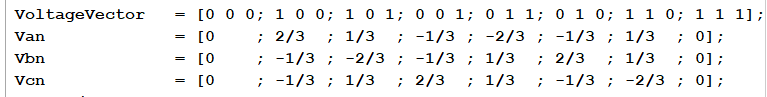 VoltageVector = [0 0 0; 1 0 0; 1 0 1; 0 0 1; 0 1 1; 0 1 0; 1 1 0; 1 1 1];
Van = [0 ; 2/3 ; 1/3 ; -1/3 ; -2/3 ; -1/3 ; 1/3 ; 0];
Vbn = [0 ; -1/3 ; -2/3 ; -1/3 ; 1/3 ; 2/3 ; 1/3 ; 0];
Vcn = [0 ; -1/3 ; 1/3 ; 2/3 ; 1/3 ; -1/3 ; -2/3 ; 0];